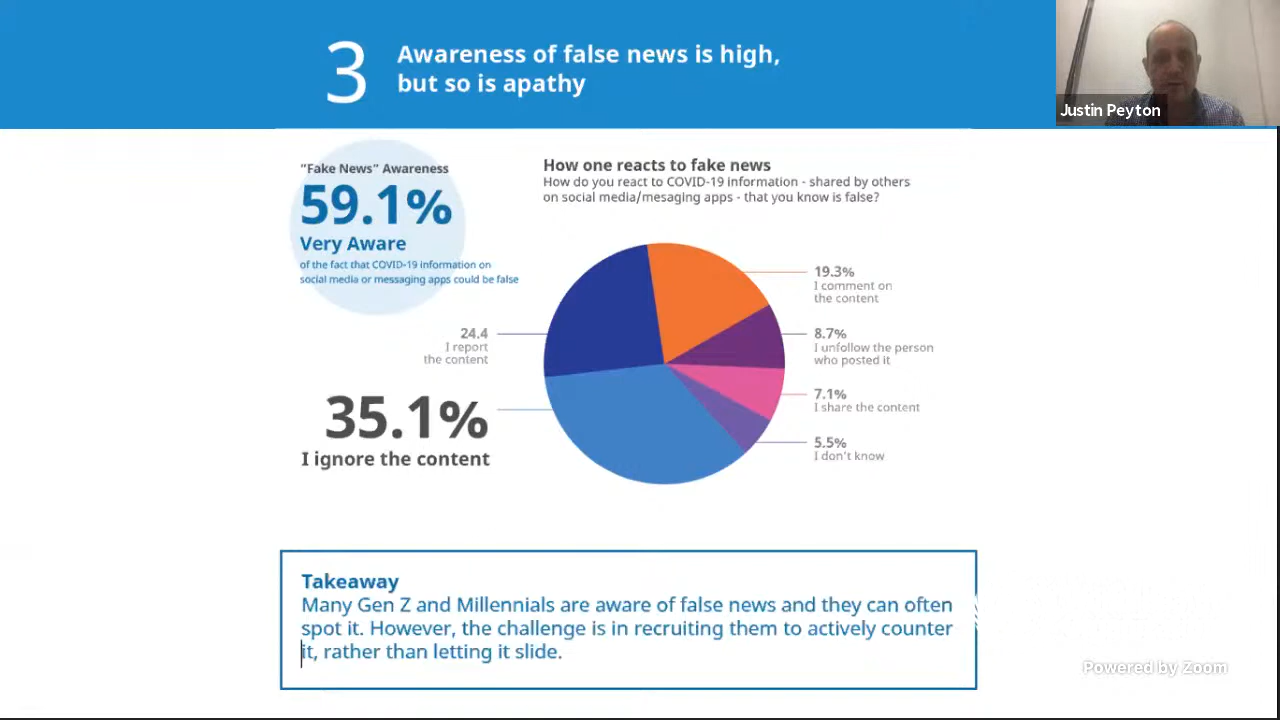 3
Awareness of false news is high,
but so is apathy
Justin Peyton
"Fake News" Awareness
59.1%
Very Aware
of the fact that COVID-19 information on
social media or messaging apps could be false
How one reacts to fake news
How do you react to COVID-19 information - shared by others
on social media/mesaging apps - that you know is false?
24.4
I report
the content
35.1%
I ignore the content
19.3%
I comment on
the content
8.7%
I unfollow the person
who posted it
7.1%
I share the content
5.5%
I don't know
Takeaway
Many Gen Z and Millennials are aware of false news and they can often
spot it. However, the challenge is in recruiting them to actively counter
it, rather than letting it slide.
Powered by Zoom